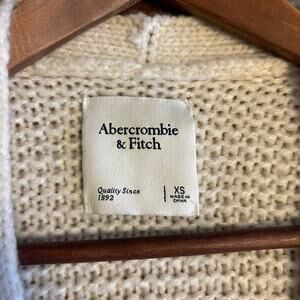 Abercrombie
& Fitch
Quality Since
1892
XS
MADE IN
CHINA